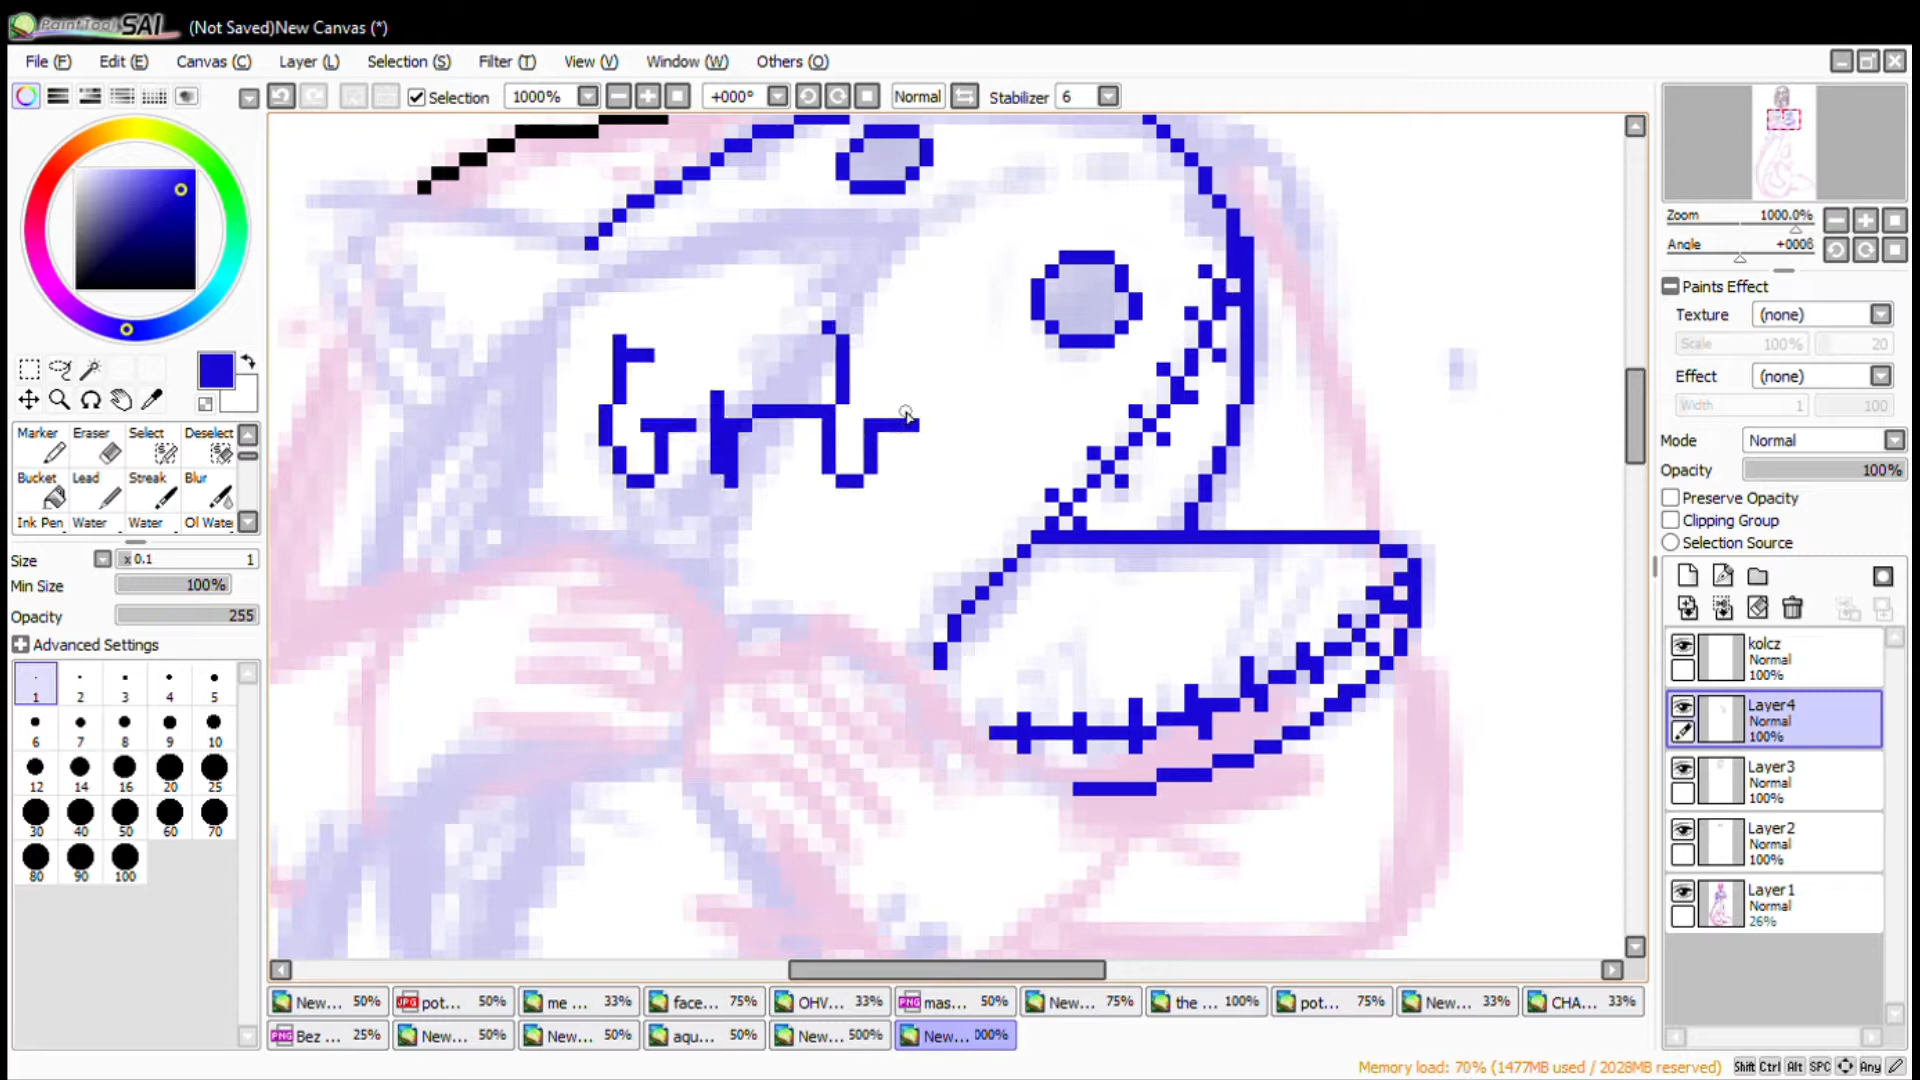 PaintTool SAI (Not Saved)New Canvas (*)
File (F) Edit (E) Canvas (C) Layer (L) Selection (S) Filter (T) View (V) Window (W) Others (O)
Selection 1000% +000° Normal Stabilizer 6
Zoom 1000.0%
Angle +000ß
Paints Effect
Texture (none)
Scale 100% 20
Effect (none)
Width 1 100
Mode Normal
Opacity 100%
Preserve Opacity
Clipping Group
Selection Source
Marker Eraser Select Deselect
Bucket Lead Streak Blur
Ink Pen Water Water Ol Wate
Size x 0.1 1
Min Size 100%
Opacity 255
Advanced Settings
1 2 3 4 5
6 7 8 9 10
12 14 16 20 25
30 40 50 60 70
80 90 100
kolcz
Normal
100%
Layer4
Normal
100%
Layer3
Normal
100%
Layer2
Normal
100%
Layer1
Normal
26%
New... 50% JPG pot... 50% me ... 33% face... 75% OHV... 33% PNG mas... 50% New... 75% the ... 100% pot... 75% New... 33% CHA... 33%
PNG Bez ... 25% New... 50% New... 50% aqu... 50% New... 500% New... 000%
Memory load: 70% (1477MB used / 2028MB reserved) Shift Ctrl Alt SPC Any